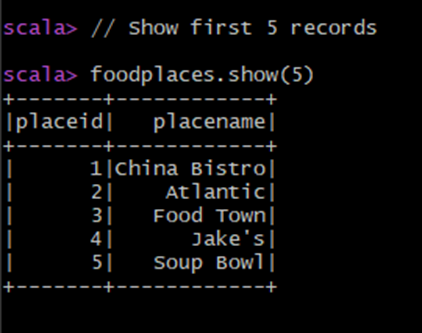 scala> // Show first 5 records
scala> foodplaces.show(5)
+-------+------------+
|placeid|   placename|
+-------+------------+
|      1|China Bistro|
|      2|    Atlantic|
|      3|   Food Town|
|      4|      Jake's|
|      5|   Soup Bowl|
+-------+------------+